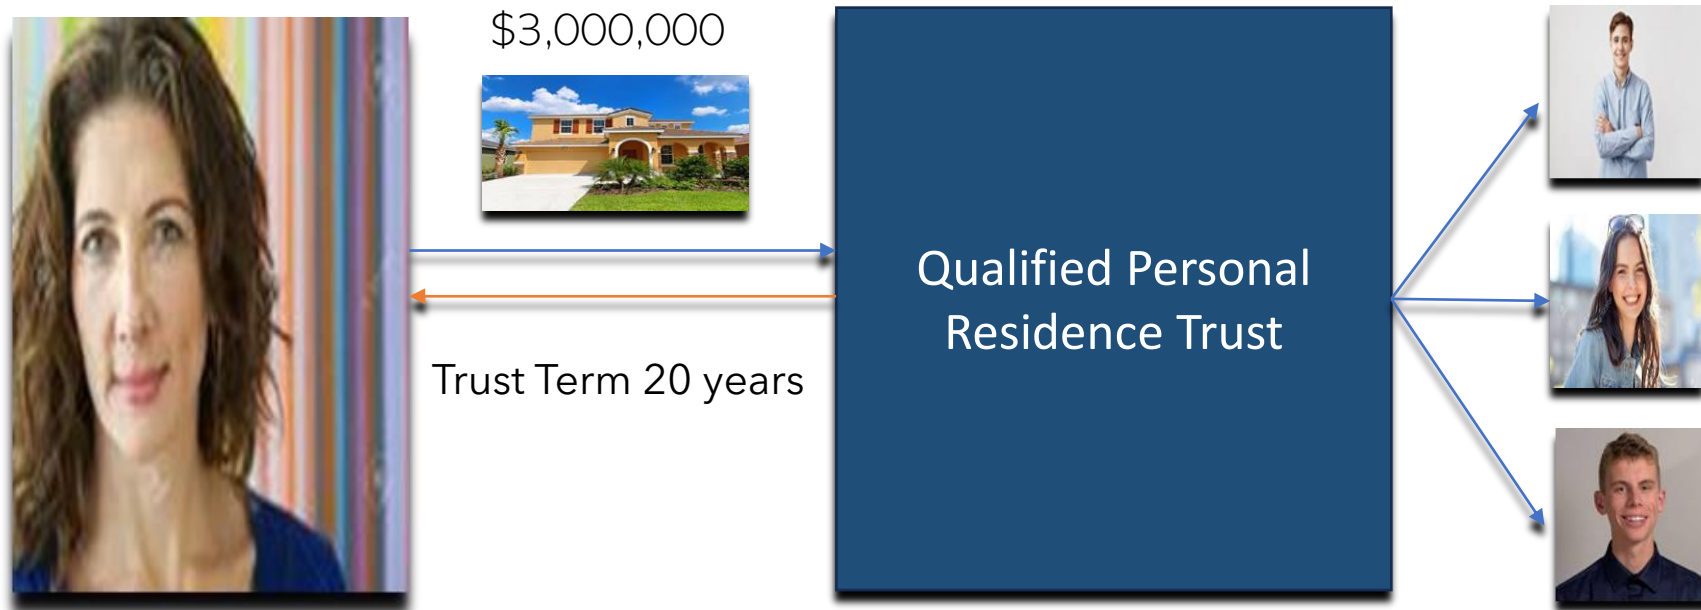 $3,000,000
Trust Term 20 years
Qualified Personal
Residence Trust